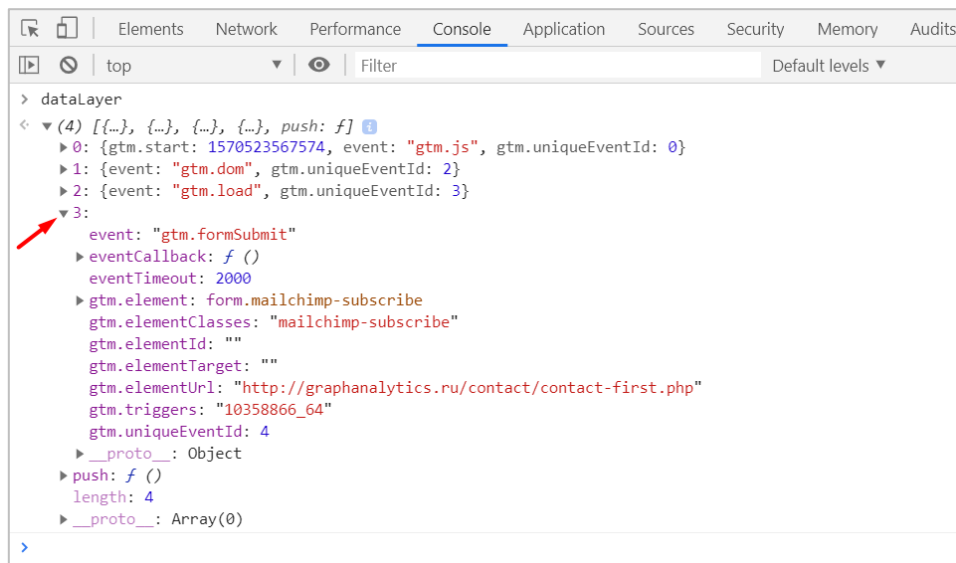 Elements Network Performance Console Application Sources Security Memory Audits
top ▼ Filter Default levels ▼
> dataLayer
<· ▼ (4) [{…}, {…}, {…}, {…}, push: ƒ] i
▶ 0: {gtm.start: 1570523567574, event: "gtm.js", gtm.uniqueEventId: 0}
▶ 1: {event: "gtm.dom", gtm.uniqueEventId: 2}
▶ 2: {event: "gtm.load", gtm.uniqueEventId: 3}
▼ 3:
event: "gtm.formSubmit"
▶ eventCallback: ƒ ()
eventTimeout: 2000
▶ gtm.element: form.mailchimp-subscribe
gtm.elementClasses: "mailchimp-subscribe"
gtm.elementId: ""
gtm.elementTarget: ""
gtm.elementUrl: "http://graphanalytics.ru/contact/contact-first.php"
gtm.triggers: "10358866_64"
gtm.uniqueEventId: 4
▶ __proto__: Object
▶ push: ƒ ()
length: 4
▶ __proto__: Array(0)
>